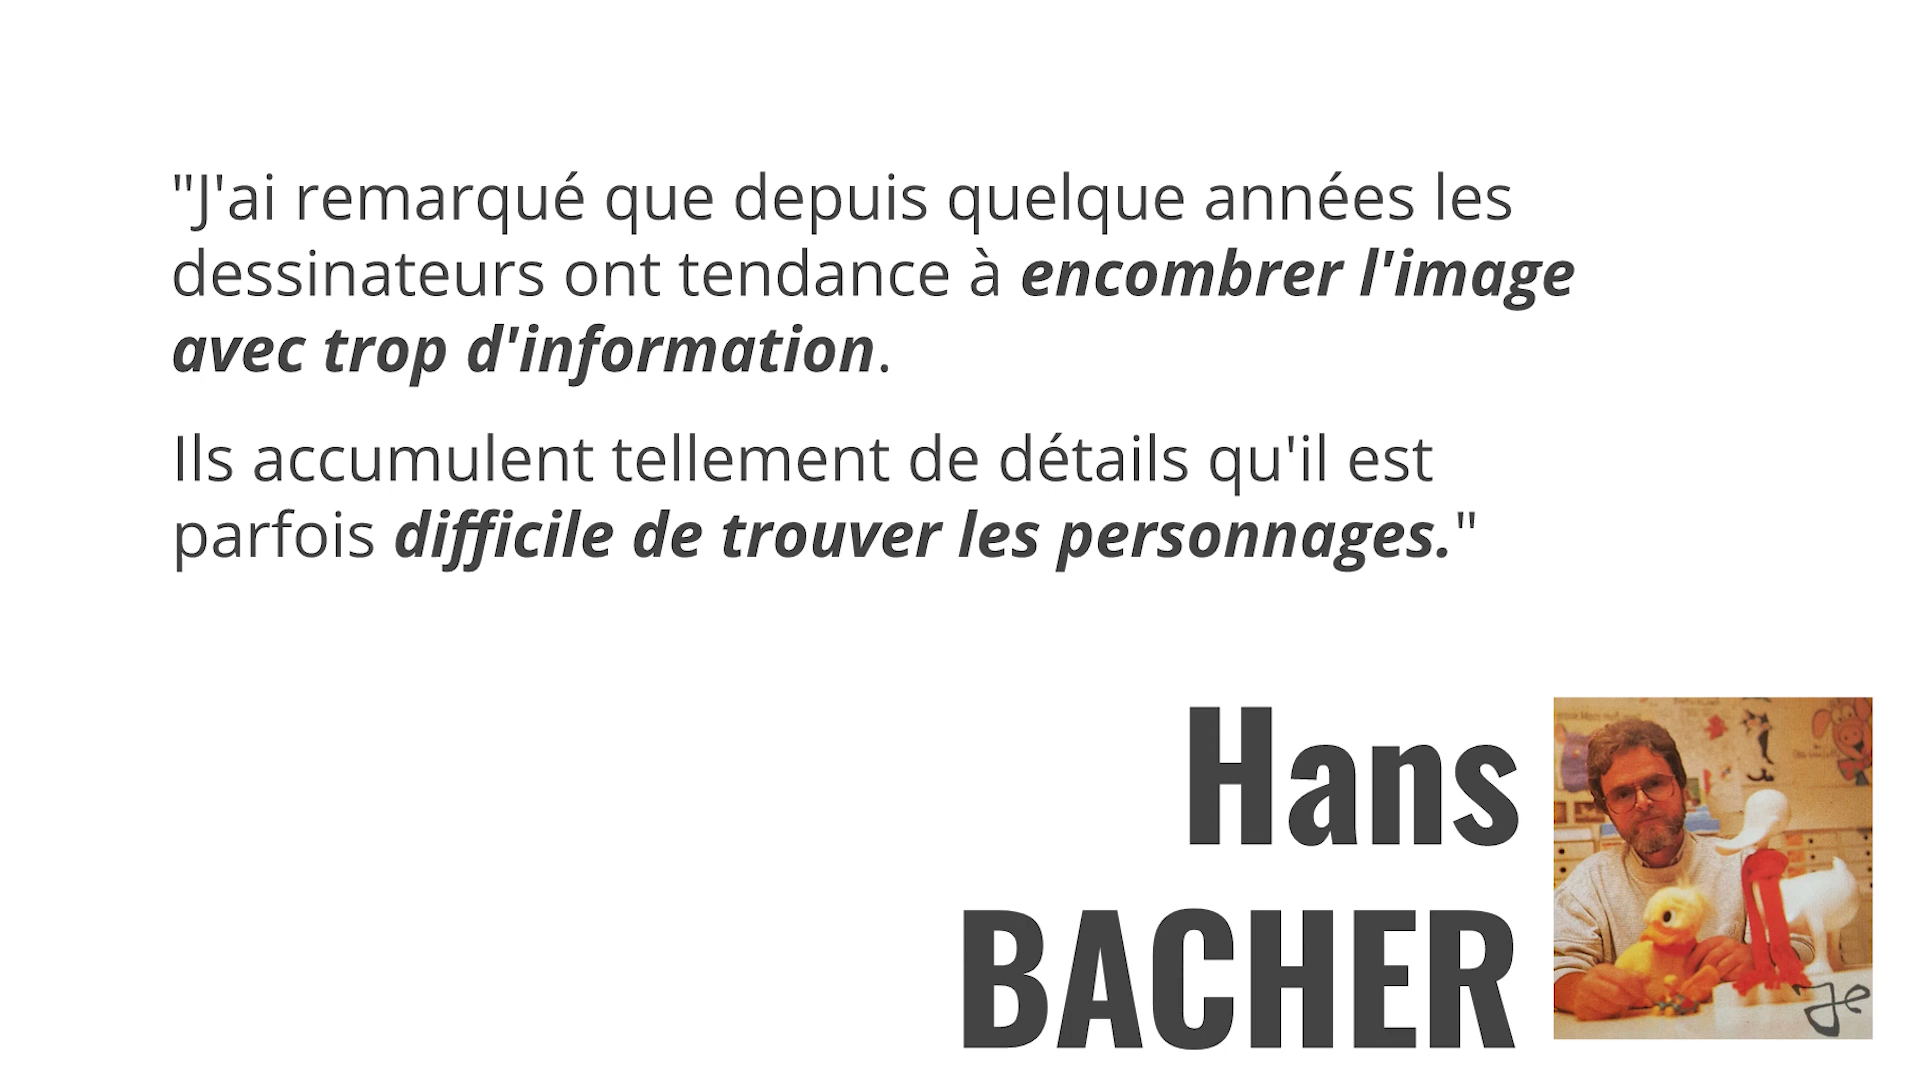 "J'ai remarqué que depuis quelque années les
dessinateurs ont tendance à encombrer l'image
avec trop d'information.
Ils accumulent tellement de détails qu'il est
parfois difficile de trouver les personnages."
Hans
BACHER